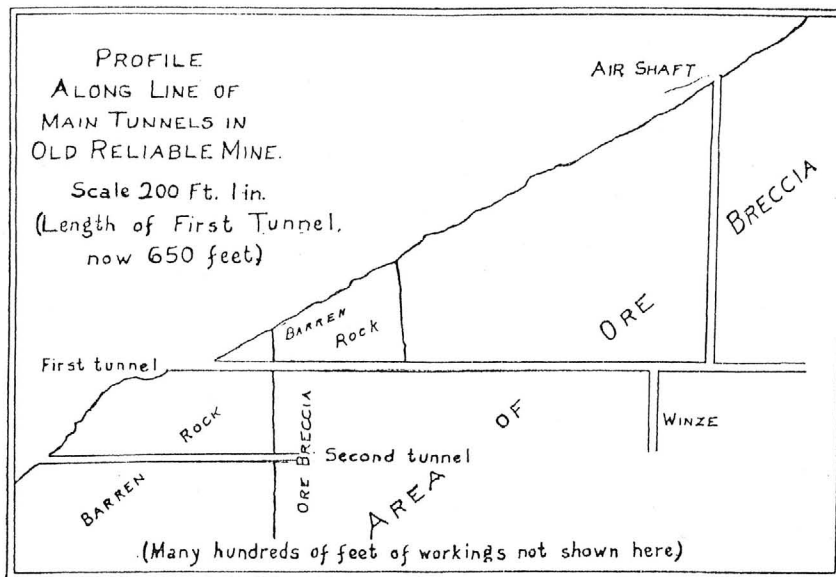 PROFILE
ALONG LINE OF
MAIN TUNNELS IN
OLD RELIABLE MINE.
Scale 200 Ft. 1 in.
(Length of First Tunnel,
now 650 feet)
AIR SHAFT
BRECCIA
ORE
BARREN
ROCK
First tunnel
ROCK
BARREN
ORE BRECCIA
Second tunnel
OF
AREA
WINZE
(Many hundreds of feet of workings not shown here)